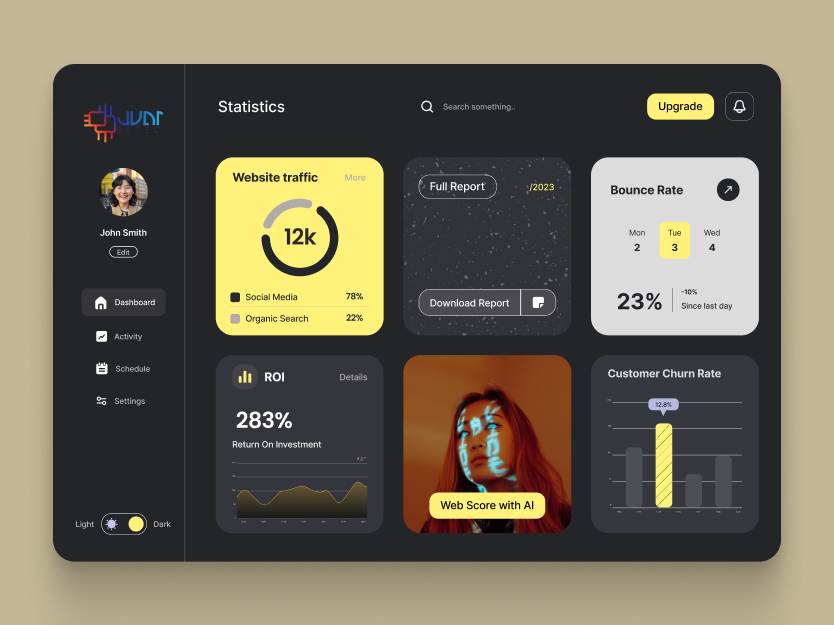 Statistics
Search something..
Upgrade
John Smith
Edit
Dashboard
Activity
Schedule
Settings
Light
Dark
Website traffic
More
12k
Social Media
78%
Organic Search
22%
Full Report
/2023
Download Report
Bounce Rate
Mon
Tue
Wed
2
3
4
23%
-10%
Since last day
ROI
Details
283%
Return On Investment
Web Score with AI
Customer Churn Rate
12.8%